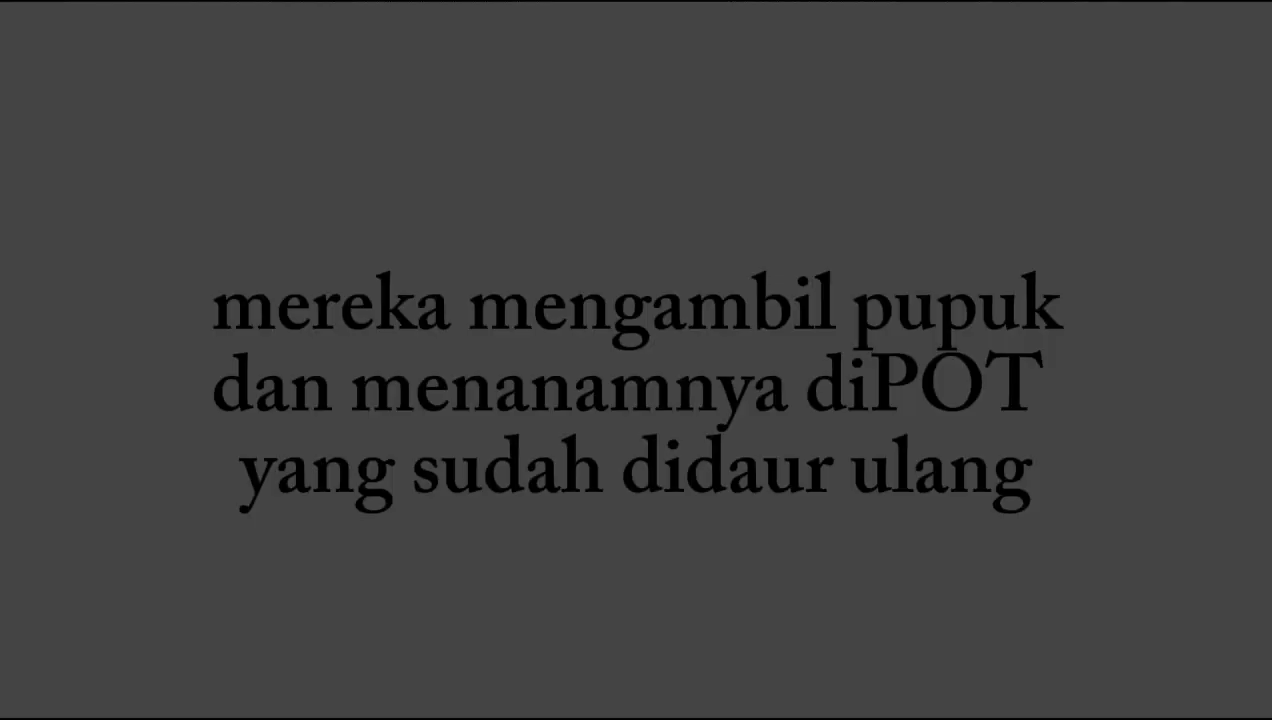 mereka mengambil pupuk
dan menanamnya diPOT
yang sudah didaur ulang